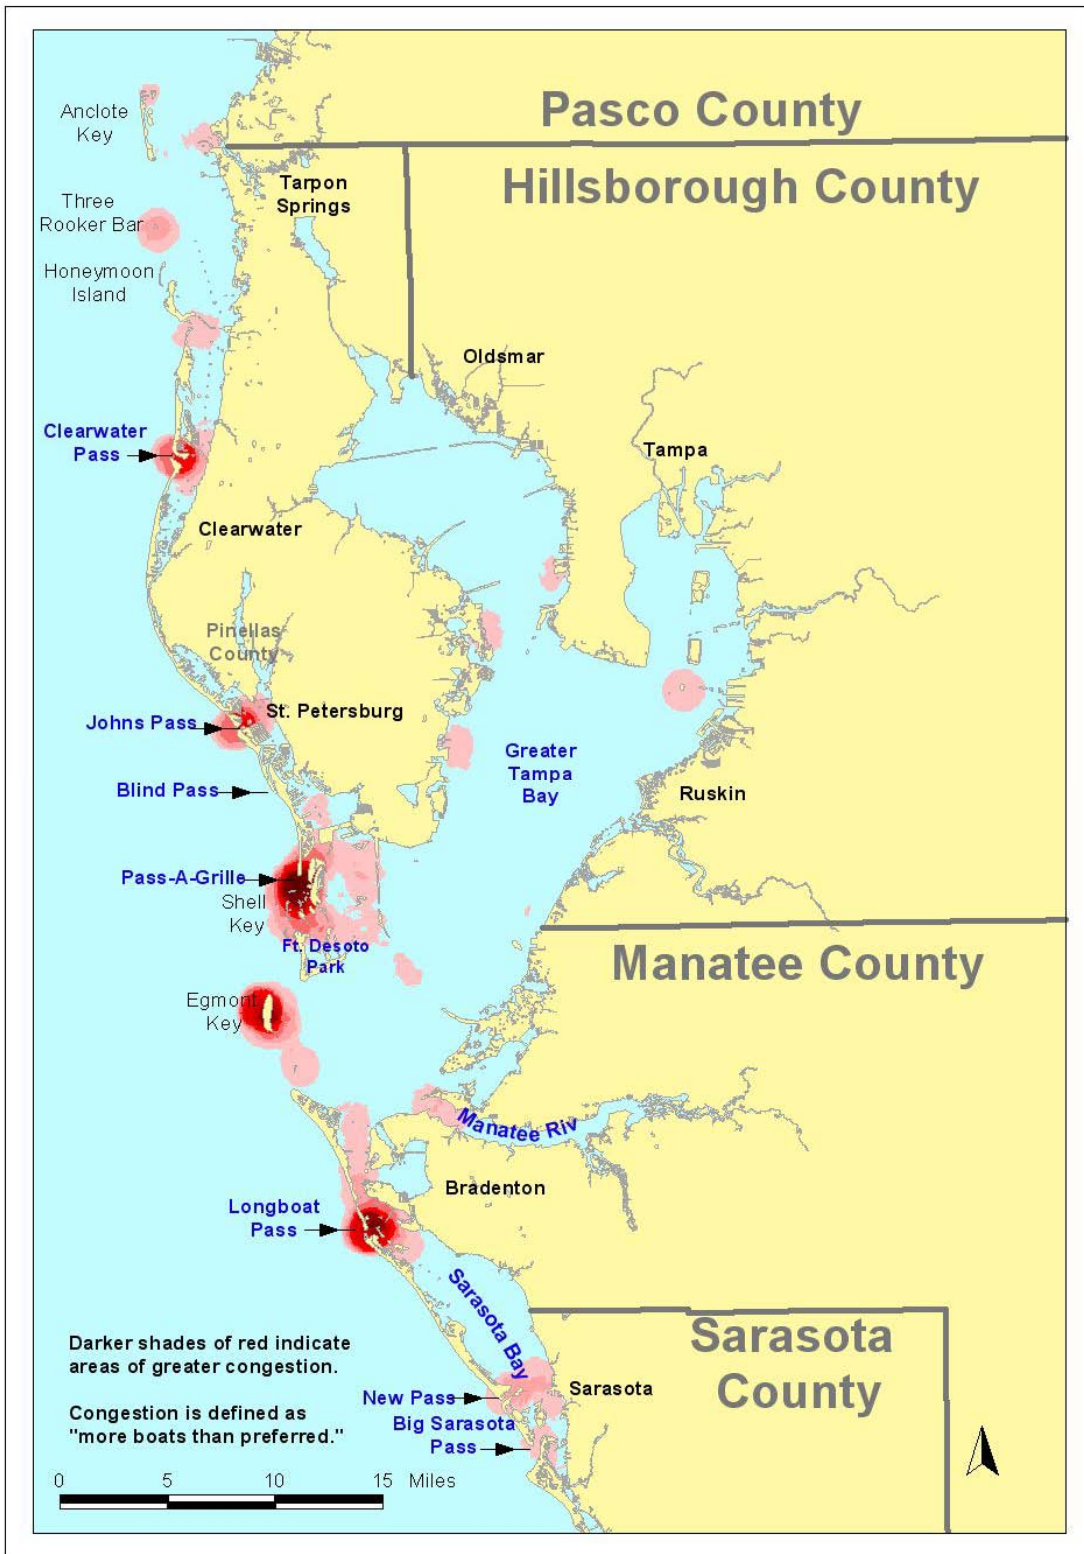 Pasco County
Anclote
Key
Hillsborough County
Tarpon
Springs
Three
Rooker Bar
Honeymoon
Island
Oldsmar
Clearwater
Pass
Tampa
Clearwater
Pinellas
County
St. Petersburg
Johns Pass
Greater
Tampa
Bay
Blind Pass
Ruskin
Pass-A-Grille
Shell
Key
Ft. Desoto
Park
Manatee County
Egmont
Key
Manatee Riv
Bradenton
Longboat
Pass
Sarasota Bay
Sarasota
County
Darker shades of red indicate
areas of greater congestion.
Congestion is defined as
"more boats than preferred."
New Pass
Sarasota
Big Sarasota
Pass
0 5 10 15 Miles